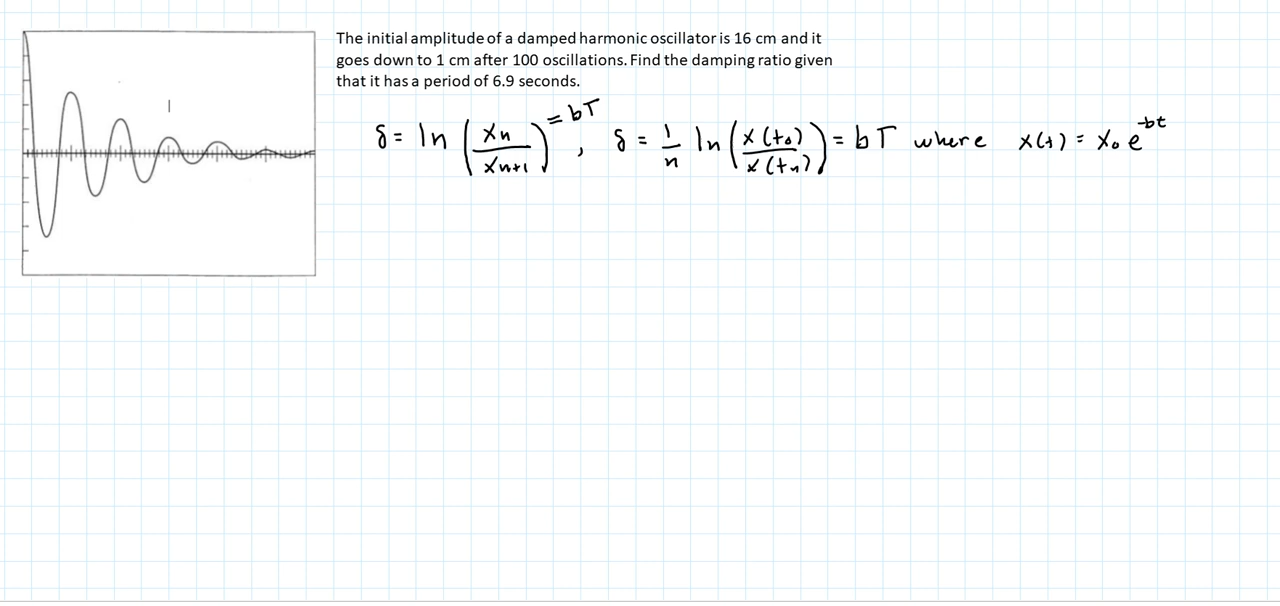 The initial amplitude of a damped harmonic oscillator is 16 cm and it
goes down to 1 cm after 100 oscillations. Find the damping ratio given
that it has a period of 6.9 seconds.
δ = ln (xn / xn+1) = bT , δ = 1/n ln (x(t₀) / x(tn)) = bT where x(t) = x₀ e^-bt